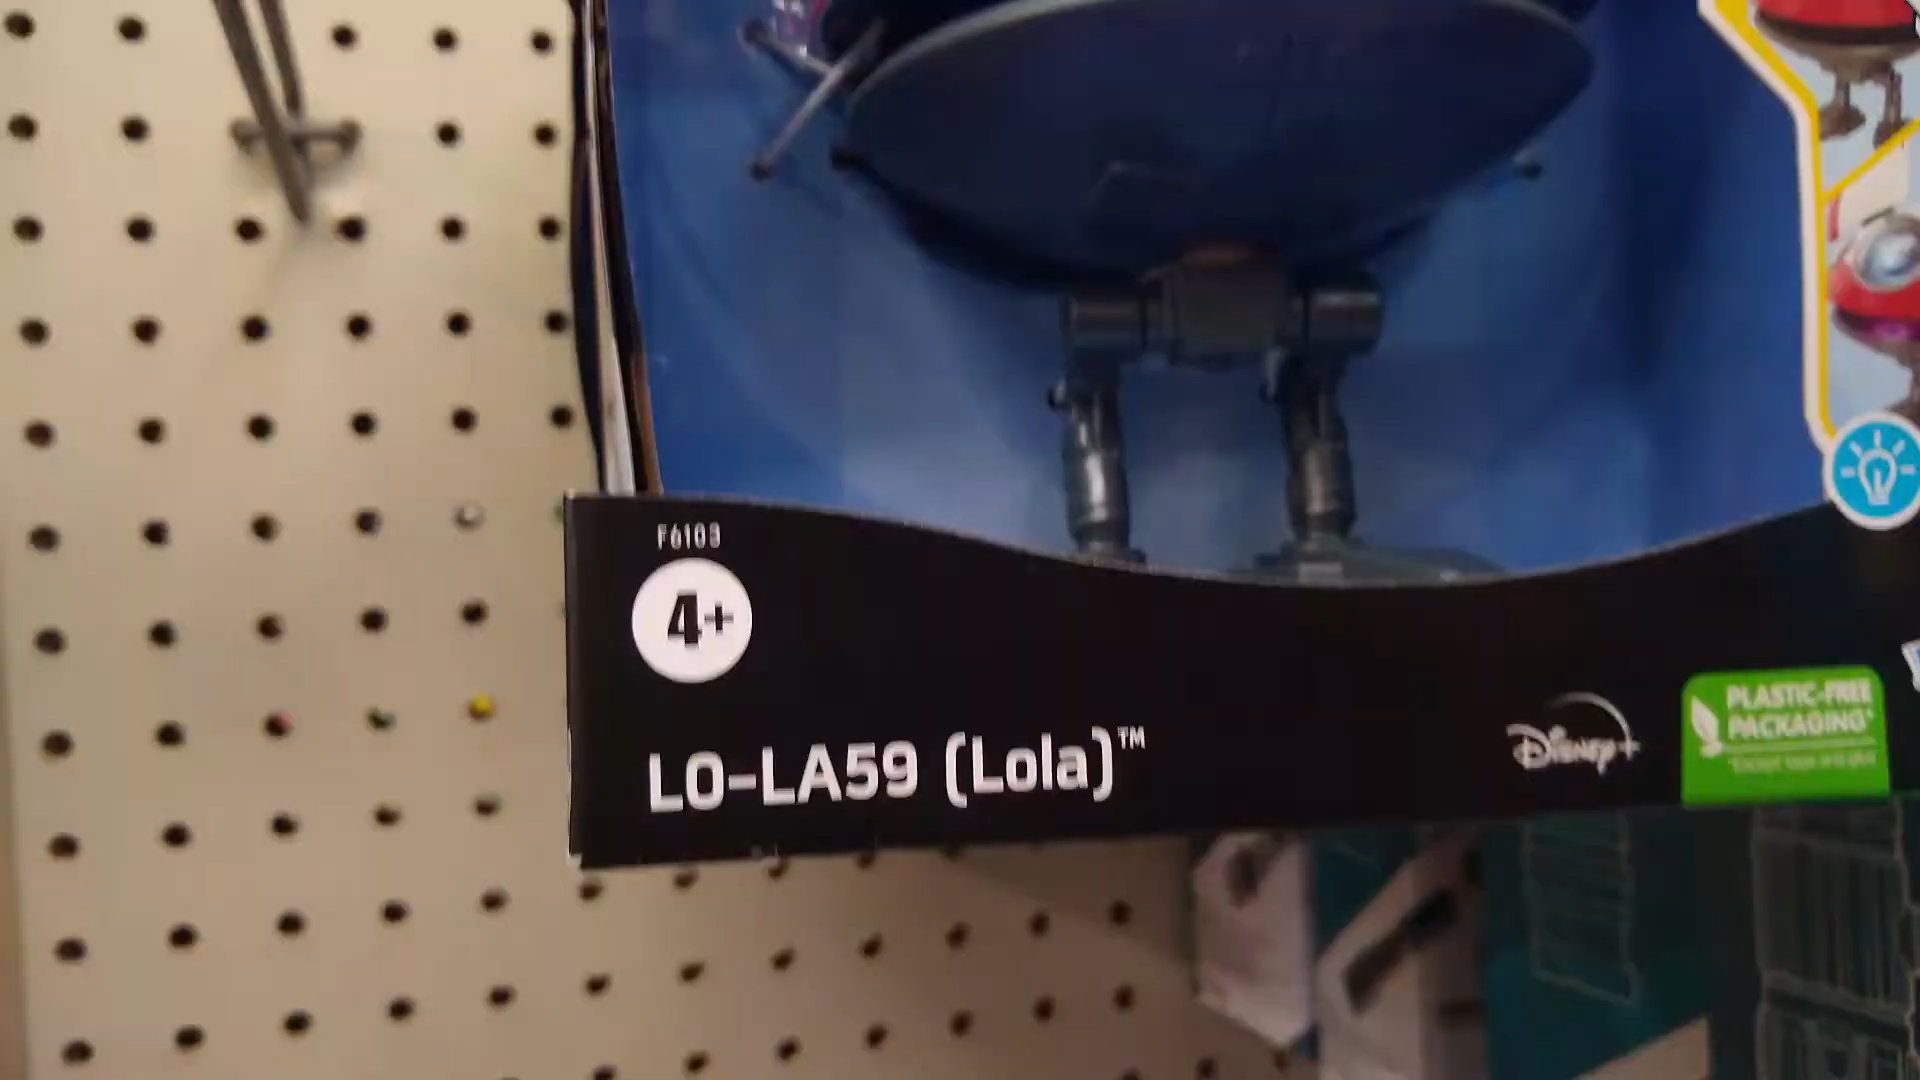 F6103
4+
LO-LA59 (Lola)™
Disney+
PLASTIC-FREE
PACKAGING*